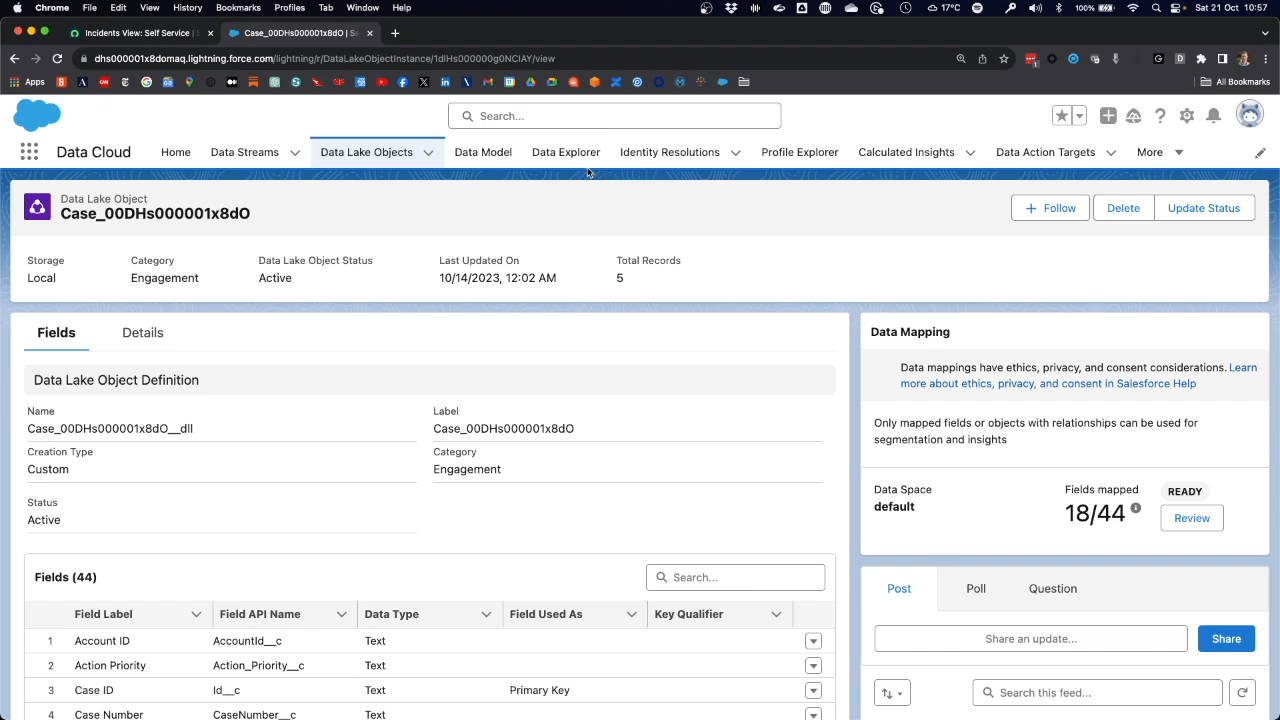 Chrome File Edit View History Bookmarks Profiles Tab Window Help 17°C 100% Sat 21 Oct 10:57
Incidents View: Self Service | Case_00DHs000001x8dO | Sa
dhs000001x8domaq.lightning.force.com/lightning/r/DataLakeObjectInstance/1dlHs000000g0NCIAY/view
Apps All Bookmarks
Search...
Data Cloud Home Data Streams Data Lake Objects Data Model Data Explorer Identity Resolutions Profile Explorer Calculated Insights Data Action Targets More
Data Lake Object
Case_00DHs000001x8dO
Follow Delete Update Status
Storage Category Data Lake Object Status Last Updated On Total Records
Local Engagement Active 10/14/2023, 12:02 AM 5
Fields Details
Data Lake Object Definition
Name Label
Case_00DHs000001x8dO__dll Case_00DHs000001x8dO
Creation Type Category
Custom Engagement
Status
Active
Fields (44) Search...
Field Label Field API Name Data Type Field Used As Key Qualifier
1 Account ID AccountId__c Text
2 Action Priority Action_Priority__c Text
3 Case ID Id__c Text Primary Key
4 Case Number CaseNumber__c Text
Data Mapping
Data mappings have ethics, privacy, and consent considerations. Learn
more about ethics, privacy, and consent in Salesforce Help
Only mapped fields or objects with relationships can be used for
segmentation and insights
Data Space Fields mapped READY
default 18/44 Review
Post Poll Question
Share an update... Share
Search this feed...